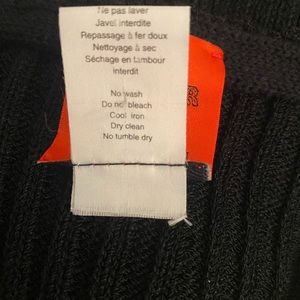 Ne pas laver
Javel interdite
Repassage à fer doux
Nettoyage à sec
Séchage en tambour
interdit
No wash
Do not bleach
Cool iron
Dry clean
No tumble dry
R